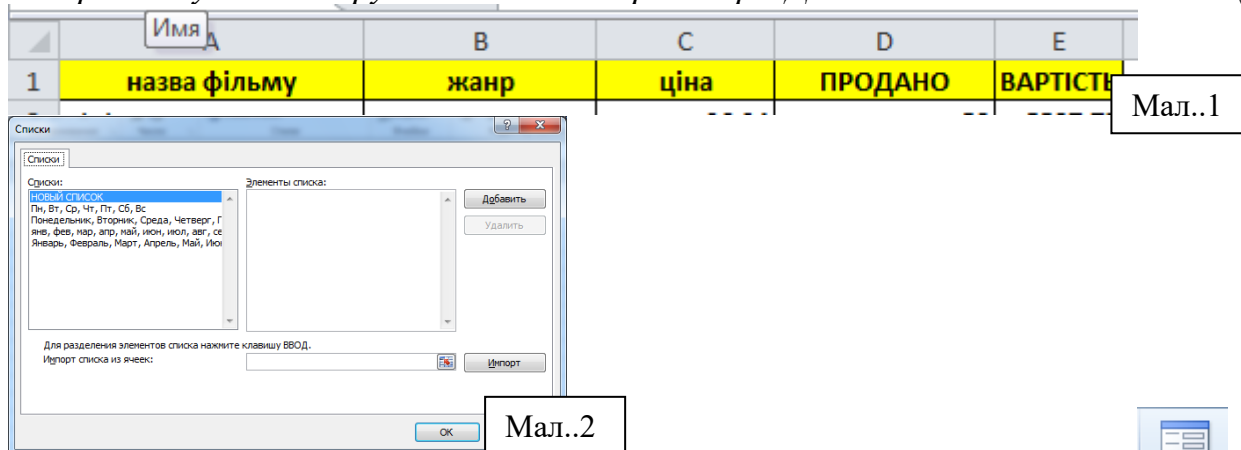 Имя
A B C D E
1 назва фільму жанр ціна ПРОДАНО ВАРТІСТЬ
Мал..1
Списки
Списки
Списки: Элементы списка:
НОВЫЙ СПИСОК
Пн, Вт, Ср, Чт, Пт, Сб, Вс
Понедельник, Вторник, Среда, Четверг, П
янв, фев, мар, апр, май, июн, июл, авг, се
Январь, Февраль, Март, Апрель, Май, Июн
Добавить
Удалить
Для разделения элементов списка нажмите клавишу ВВОД.
Импорт списка из ячеек:
Импорт
ОК
Мал..2